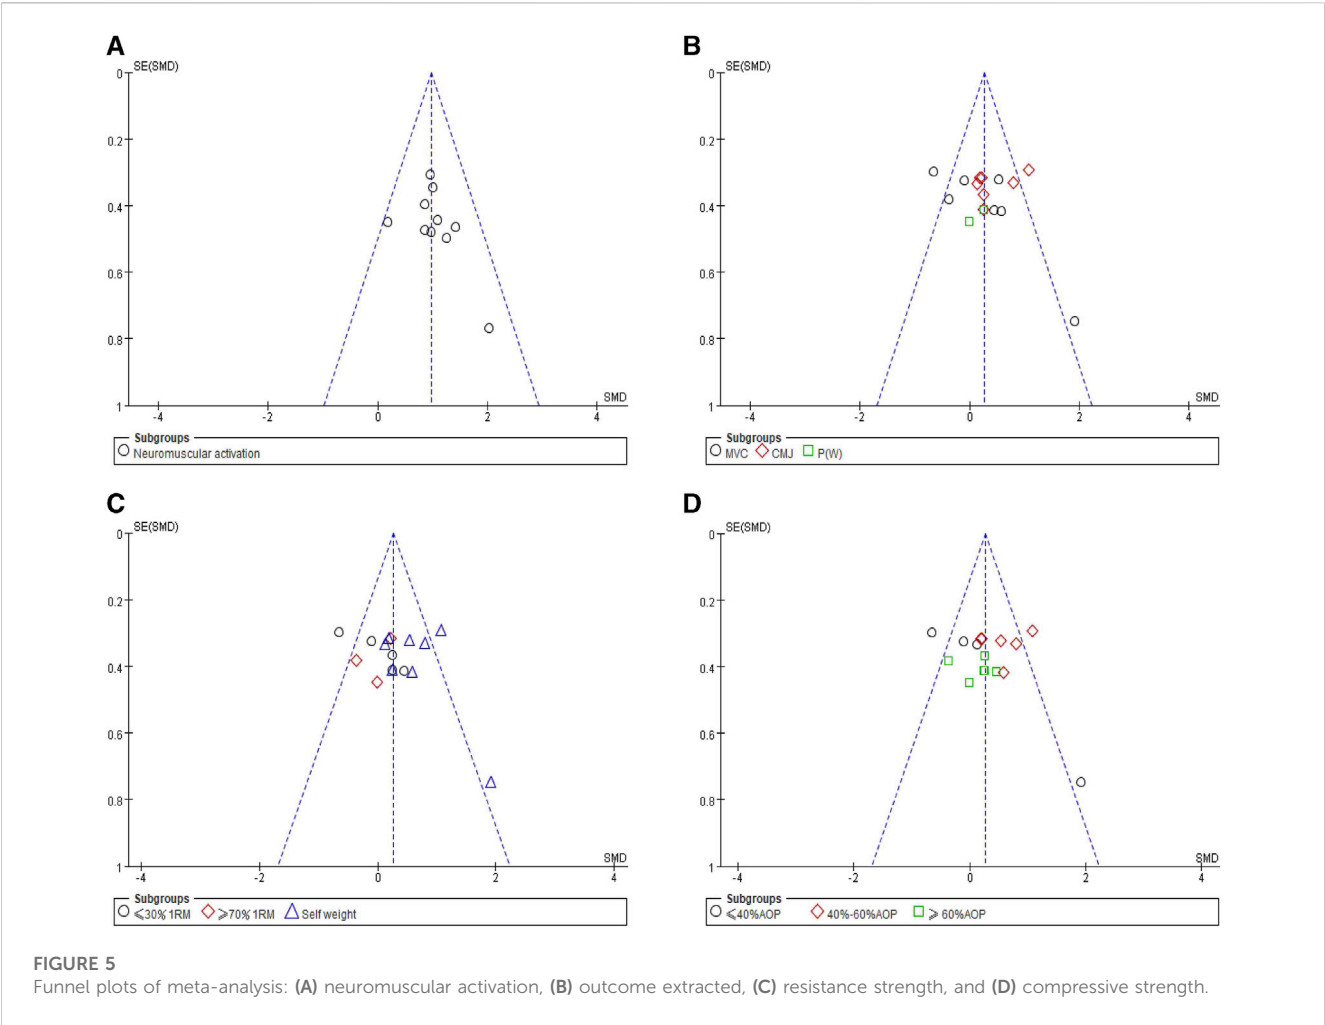 A
SE(SMD)
0
0.2
0.4
0.6
0.8
1
-4
-2
0
2
4
SMD
Subgroups
Neuromuscular activation
B
SE(SMD)
0
0.2
0.4
0.6
0.8
1
-4
-2
0
2
4
SMD
Subgroups
MVC CMJ P(W)
C
SE(SMD)
0
0.2
0.4
0.6
0.8
1
-4
-2
0
2
4
SMD
Subgroups
⩽30% 1RM ⩾70% 1RM Self weight
D
SE(SMD)
0
0.2
0.4
0.6
0.8
1
-4
-2
0
2
4
SMD
Subgroups
⩽40%AOP 40%-60%AOP ⩾ 60%AOP
FIGURE 5
Funnel plots of meta-analysis: (A) neuromuscular activation, (B) outcome extracted, (C) resistance strength, and (D) compressive strength.